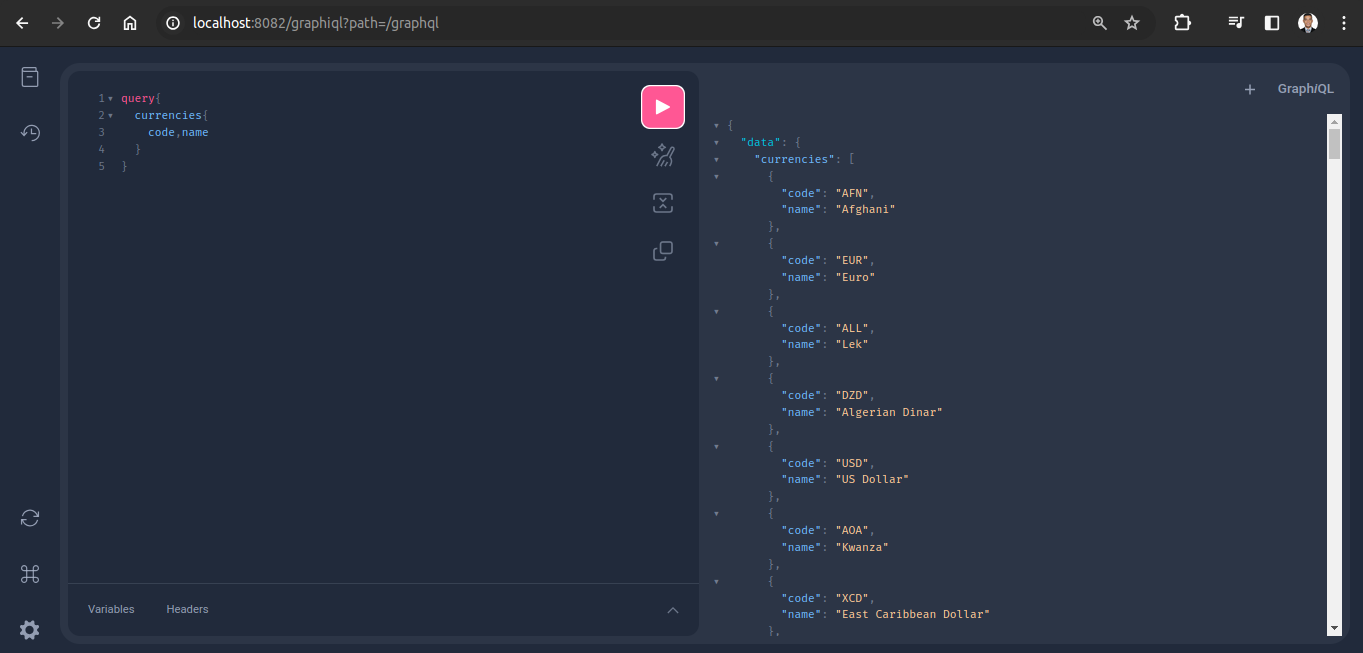 localhost:8082/graphiql?path=/graphql
1 query{
2 currencies{
3 code,name
4 }
5 }
Variables Headers
+ GraphiQL
{
"data": {
"currencies": [
{
"code": "AFN",
"name": "Afghani"
},
{
"code": "EUR",
"name": "Euro"
},
{
"code": "ALL",
"name": "Lek"
},
{
"code": "DZD",
"name": "Algerian Dinar"
},
{
"code": "USD",
"name": "US Dollar"
},
{
"code": "AOA",
"name": "Kwanza"
},
{
"code": "XCD",
"name": "East Caribbean Dollar"
},